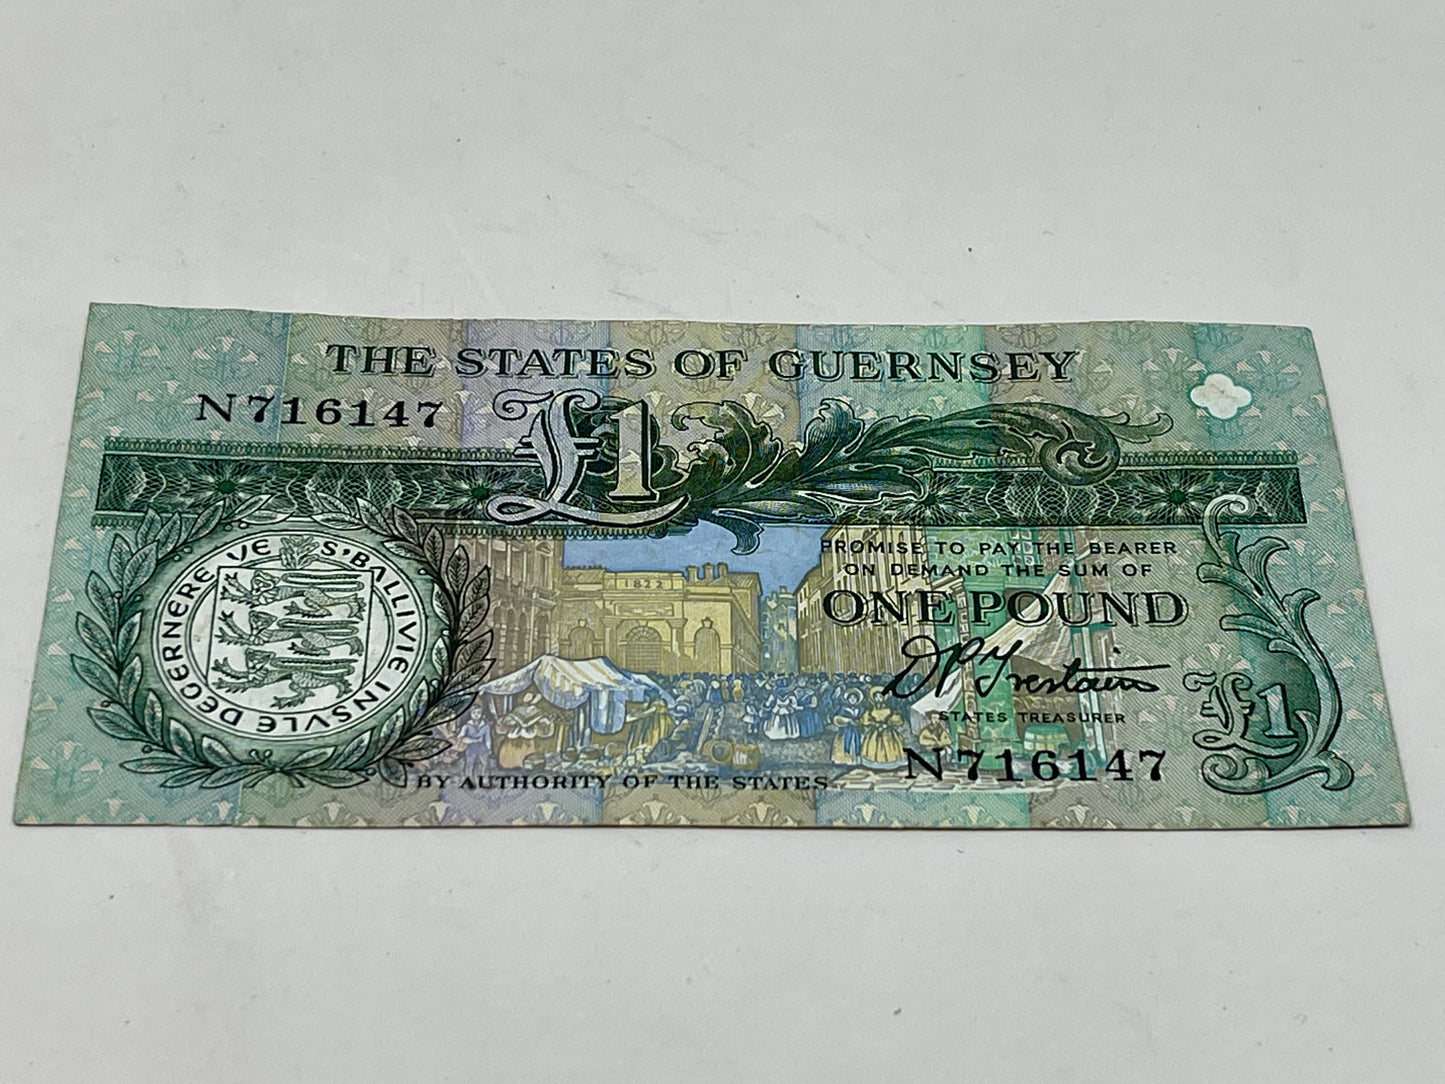 THE STATES OF GUERNSEY
N716147
£1
S'BALLIVIE INSVLE DEGERNERE VE
1822
PROMISE TO PAY THE BEARER
ON DEMAND THE SUM OF
ONE POUND
D P Trestain
STATES TREASURER
£1
N716147
BY AUTHORITY OF THE STATES